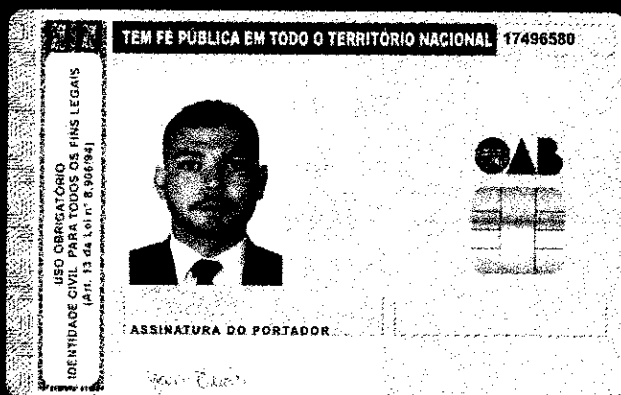 TEM FÉ PÚBLICA EM TODO O TERRITÓRIO NACIONAL 17496580
USO OBRIGATÓRIO
IDENTIDADE CIVIL PARA TODOS OS FINS LEGAIS
(Art. 13 da Lei nº 8.906/94)
OAB
ASSINATURA DO PORTADOR